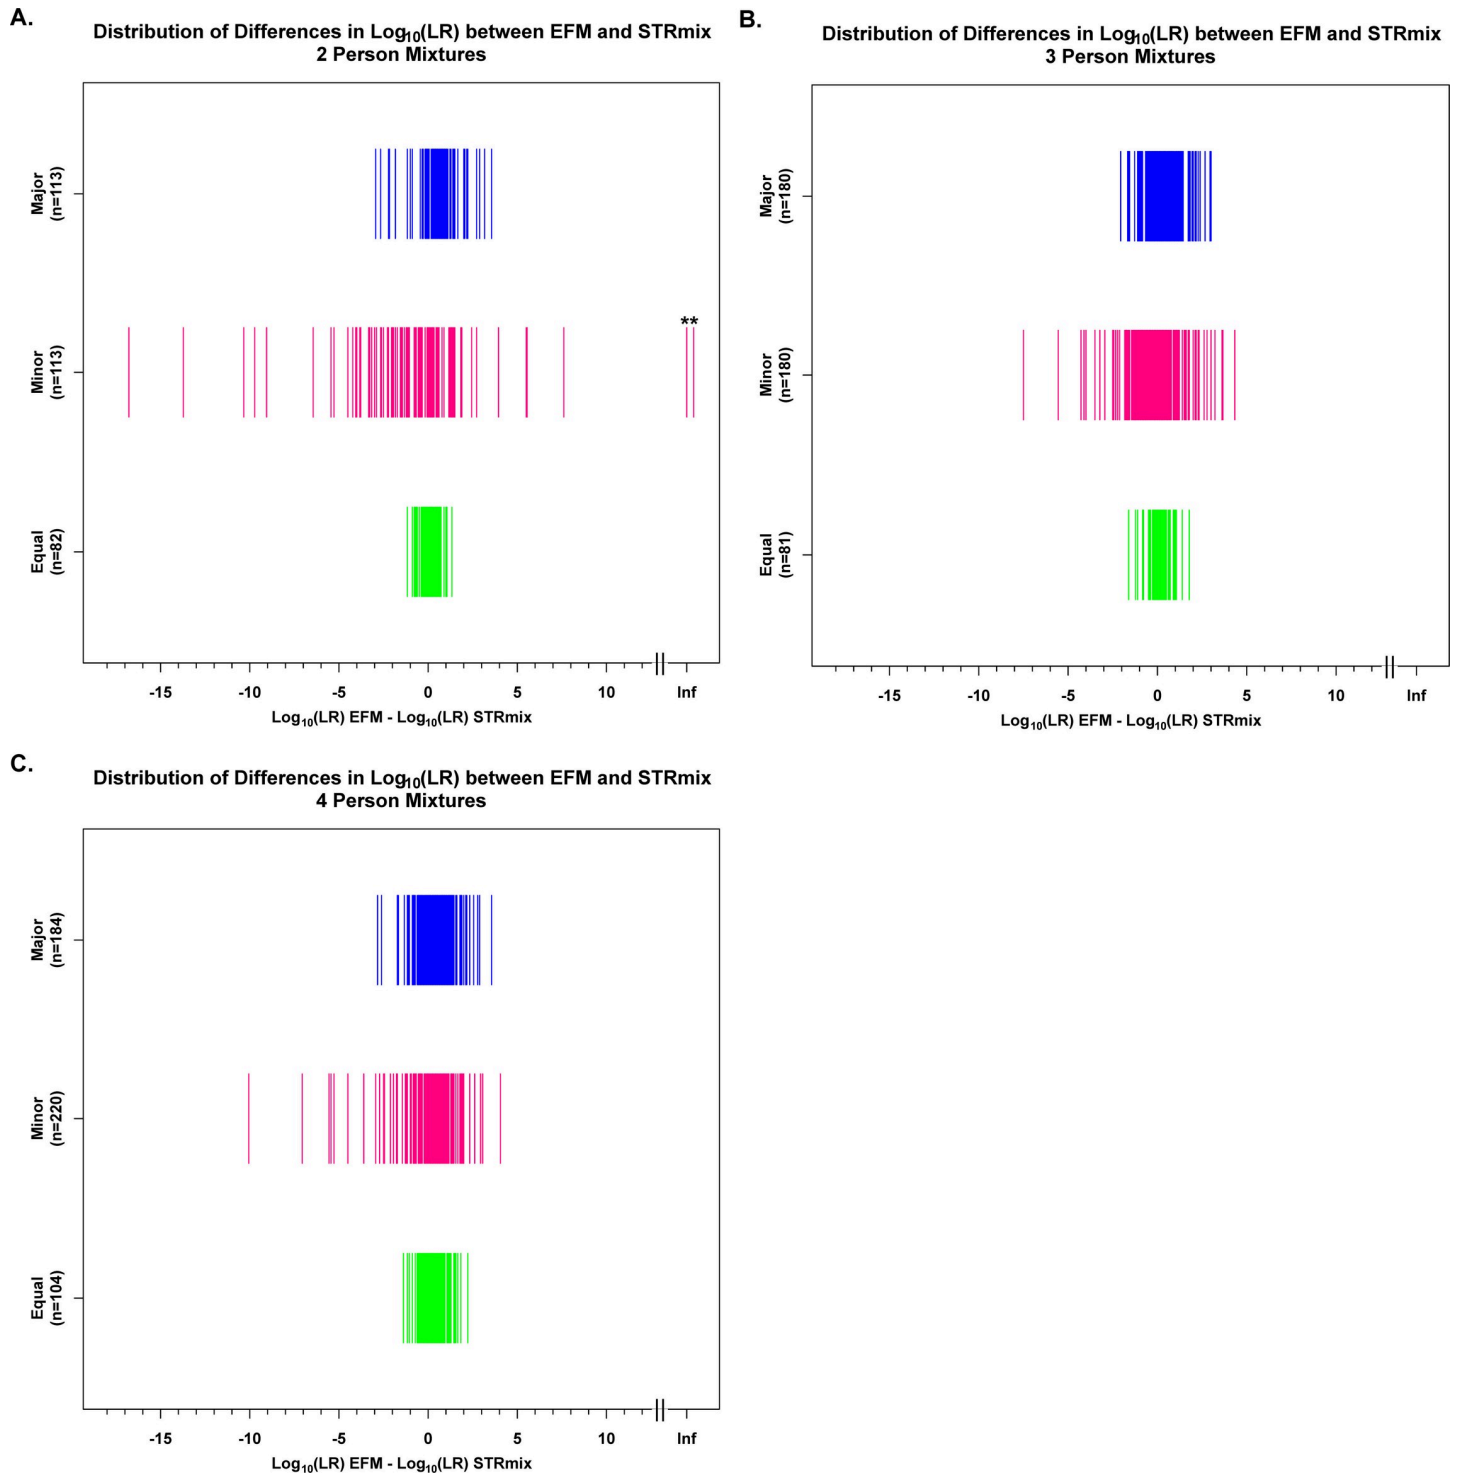 A.
Distribution of Differences in Log10(LR) between EFM and STRmix
2 Person Mixtures
Major
(n=113)
**
Minor
(n=113)
Equal
(n=82)
-15 -10 -5 0 5 10 Inf
Log10(LR) EFM - Log10(LR) STRmix
B.
Distribution of Differences in Log10(LR) between EFM and STRmix
3 Person Mixtures
Major
(n=180)
Minor
(n=180)
Equal
(n=81)
-15 -10 -5 0 5 10 Inf
Log10(LR) EFM - Log10(LR) STRmix
C.
Distribution of Differences in Log10(LR) between EFM and STRmix
4 Person Mixtures
Major
(n=184)
Minor
(n=220)
Equal
(n=104)
-15 -10 -5 0 5 10 Inf
Log10(LR) EFM - Log10(LR) STRmix